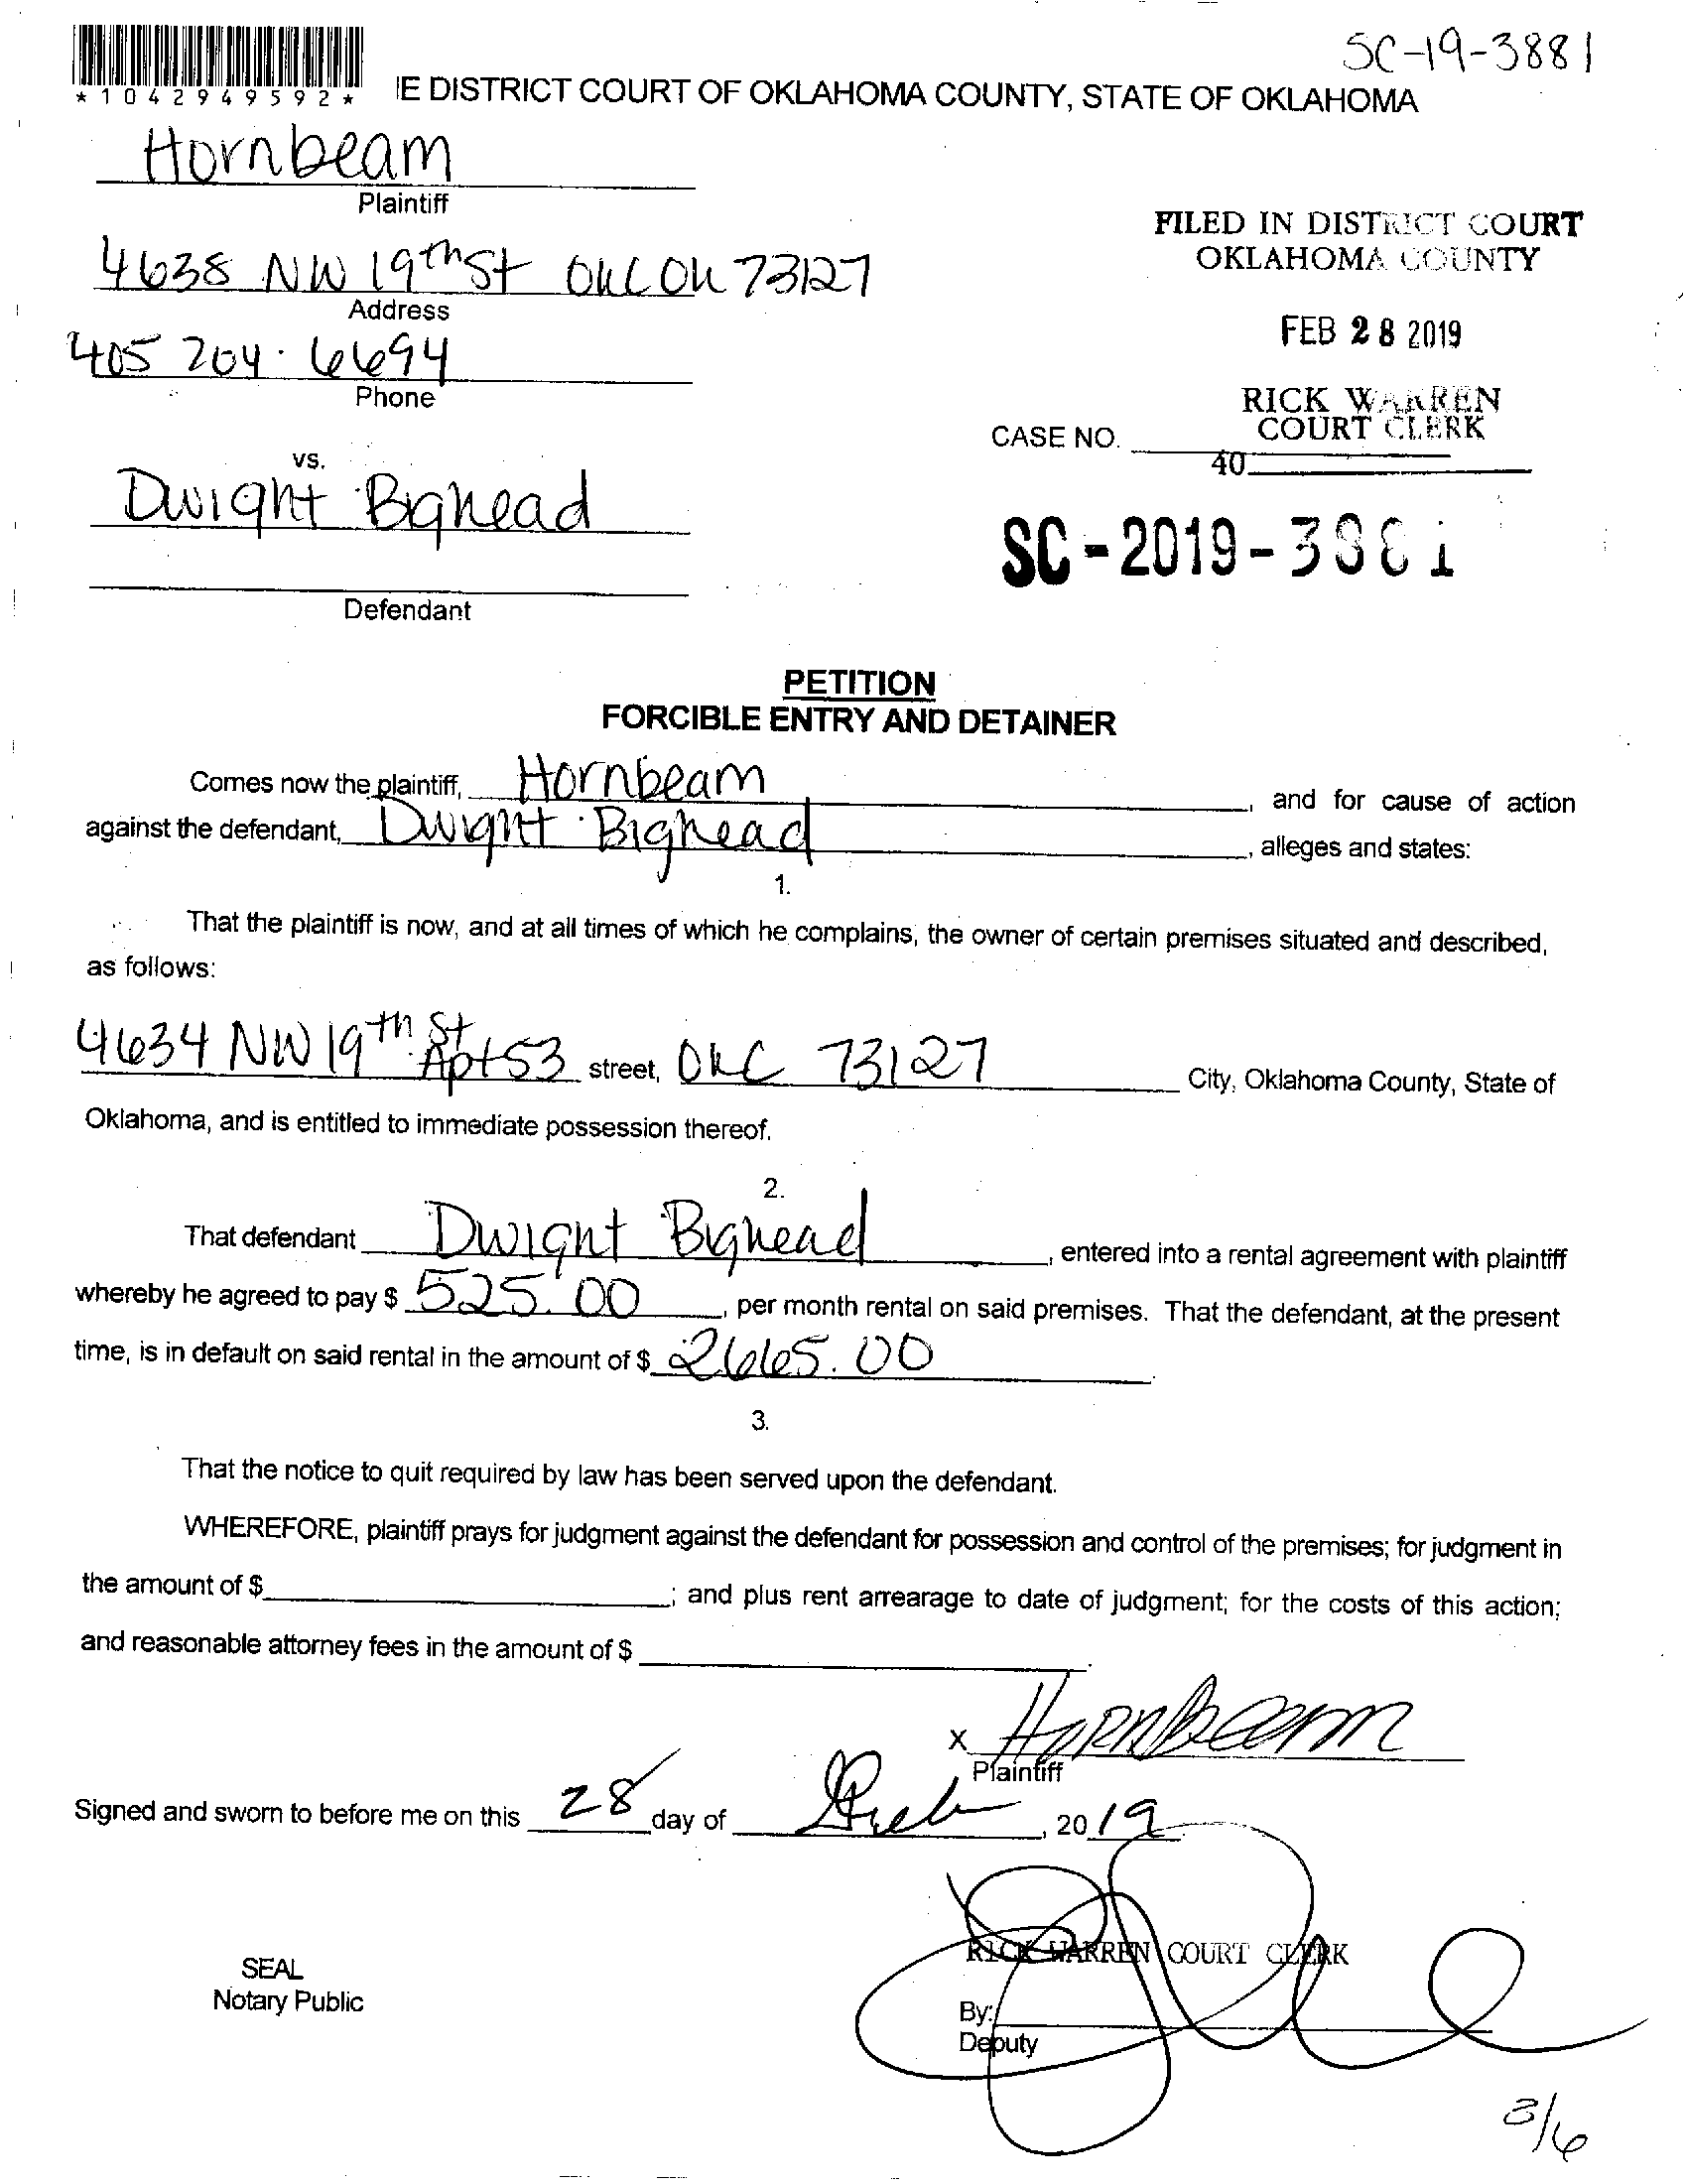 SC-19-3881
*1042949592*
IE DISTRICT COURT OF OKLAHOMA COUNTY, STATE OF OKLAHOMA
Hornbeam
Plaintiff
4638 NW 19th St OKC OK 73127
Address
405 204. 6694
Phone
FILED IN DISTRICT COURT
OKLAHOMA COUNTY
FEB 28 2019
RICK WARREN
COURT CLERK
CASE NO.
40
vs.
Dwight Bighead
SC-2019-3881
Defendant
PETITION
FORCIBLE ENTRY AND DETAINER
Comes now the plaintiff, Hornbeam, and for cause of action
against the defendant, Dwight Bighead, alleges and states:
1.
That the plaintiff is now, and at all times of which he complains, the owner of certain premises situated and described,
as follows:
4634 NW 19th St Apt 53 street, OKC 73127 City, Oklahoma County, State of
Oklahoma, and is entitled to immediate possession thereof.
2.
That defendant Dwight Bighead, entered into a rental agreement with plaintiff
whereby he agreed to pay $ 525.00, per month rental on said premises. That the defendant, at the present
time, is in default on said rental in the amount of $ 2665.00.
3.
That the notice to quit required by law has been served upon the defendant.
WHEREFORE, plaintiff prays for judgment against the defendant for possession and control of the premises; for judgment in
the amount of $ ; and plus rent arrearage to date of judgment; for the costs of this action;
and reasonable attorney fees in the amount of $ .
x Hornbeam
Plaintiff
Signed and sworn to before me on this 28 day of Feb, 2019
RICK WARREN COURT CLERK
SEAL
Notary Public
By:
Deputy
3/6